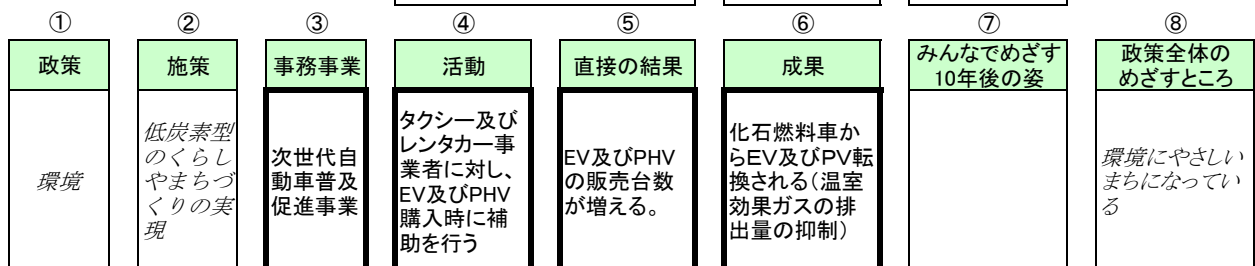 ① ② ③ ④ ⑤ ⑥ ⑦ ⑧
政策
施策
事務事業
活動
直接の結果
成果
みんなでめざす
10年後の姿
政策全体の
めざすところ
環境
低炭素型
のくらし
やまちづ
くりの実
現
次世代自
動車普及
促進事業
タクシー及び
レンタカー事
業者に対し、
EV及びPHV
購入時に補
助を行う
EV及びPHV
の販売台数
が増える。
化石燃料車か
らEV及びPV転
換される（温室
効果ガスの排
出量の抑制）
環境にやさしい
まちになってい
る